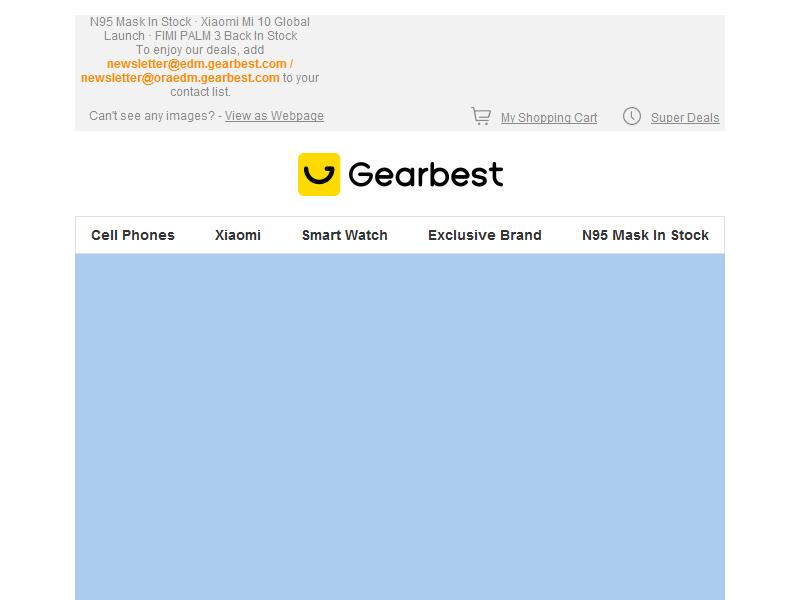 N95 Mask In Stock · Xiaomi Mi 10 Global
Launch · FIMI PALM 3 Back In Stock
To enjoy our deals, add
newsletter@edm.gearbest.com /
newsletter@oraedm.gearbest.com to your
contact list.
Can't see any images? - View as Webpage
My Shopping Cart
Super Deals
Gearbest
Cell Phones
Xiaomi
Smart Watch
Exclusive Brand
N95 Mask In Stock